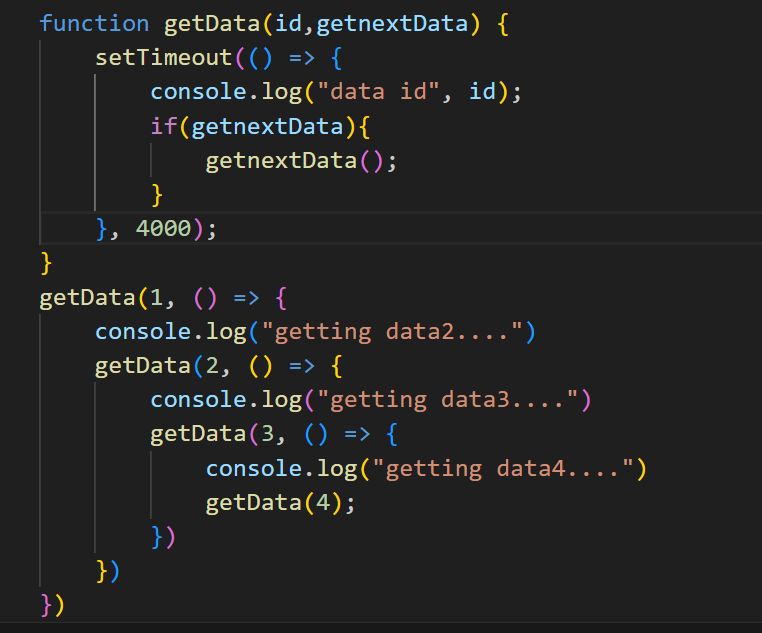 function getData(id,getnextData) {
    setTimeout(() => {
        console.log("data id", id);
        if(getnextData){
            getnextData();
        }
    }, 4000);
}
getData(1, () => {
    console.log("getting data2....")
    getData(2, () => {
        console.log("getting data3....")
        getData(3, () => {
            console.log("getting data4....")
            getData(4);
        })
    })
})